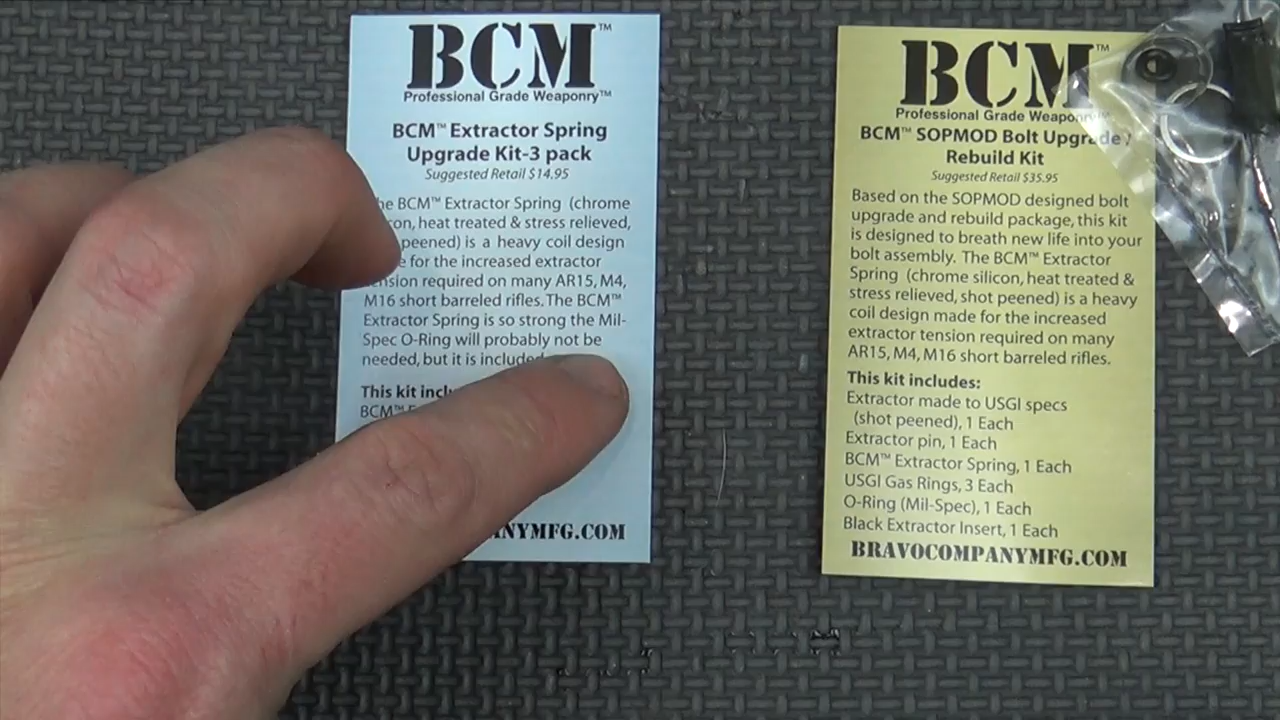 BCM™
Professional Grade Weaponry™
BCM™ Extractor Spring
Upgrade Kit-3 pack
Suggested Retail $14.95
he BCM™ Extractor Spring (chrome
con, heat treated & stress relieved,
peened) is a heavy coil design
e for the increased extractor
ension required on many AR15, M4,
M16 short barreled rifles. The BCM™
Extractor Spring is so strong the Mil-
Spec O-Ring will probably not be
needed, but it is included
This kit inclu
BCM™ E
ANYMFG.COM
BCM™
Professional Grade Weaponry™
BCM™ SOPMOD Bolt Upgrade /
Rebuild Kit
Suggested Retail $35.95
Based on the SOPMOD designed bolt
upgrade and rebuild package, this kit
is designed to breath new life into your
bolt assembly. The BCM™ Extractor
Spring (chrome silicon, heat treated &
stress relieved, shot peened) is a heavy
coil design made for the increased
extractor tension required on many
AR15, M4, M16 short barreled rifles.
This kit includes:
Extractor made to USGI specs
(shot peened), 1 Each
Extractor pin, 1 Each
BCM™ Extractor Spring, 1 Each
USGI Gas Rings, 3 Each
O-Ring (Mil-Spec), 1 Each
Black Extractor Insert, 1 Each
BRAVOCOMPANYMFG.COM